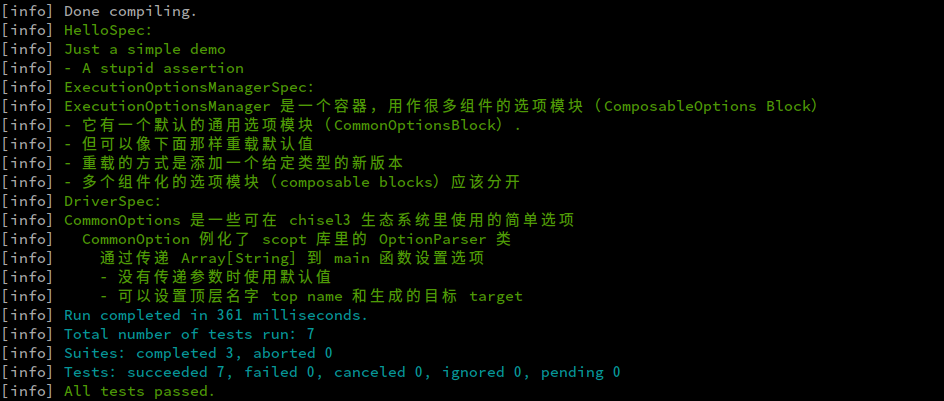 [info] Done compiling.
[info] HelloSpec:
[info] Just a simple demo
[info] - A stupid assertion
[info] ExecutionOptionsManagerSpec:
[info] ExecutionOptionsManager 是一个容器，用作很多组件的选项模块（ComposableOptions Block）
[info] - 它有一个默认的通用选项模块（CommonOptionsBlock）.
[info] - 但可以像下面那样重载默认值
[info] - 重载的方式是添加一个给定类型的新版本
[info] - 多个组件化的选项模块（composable blocks）应该分开
[info] DriverSpec:
[info] CommonOptions 是一些可在 chisel3 生态系统里使用的简单选项
[info]   CommonOption 例化了 scopt 库里的 OptionParser 类
[info]     通过传递 Array[String] 到 main 函数设置选项
[info]     - 没有传递参数时使用默认值
[info]     - 可以设置顶层名字 top name 和生成的目标 target
[info] Run completed in 361 milliseconds.
[info] Total number of tests run: 7
[info] Suites: completed 3, aborted 0
[info] Tests: succeeded 7, failed 0, canceled 0, ignored 0, pending 0
[info] All tests passed.